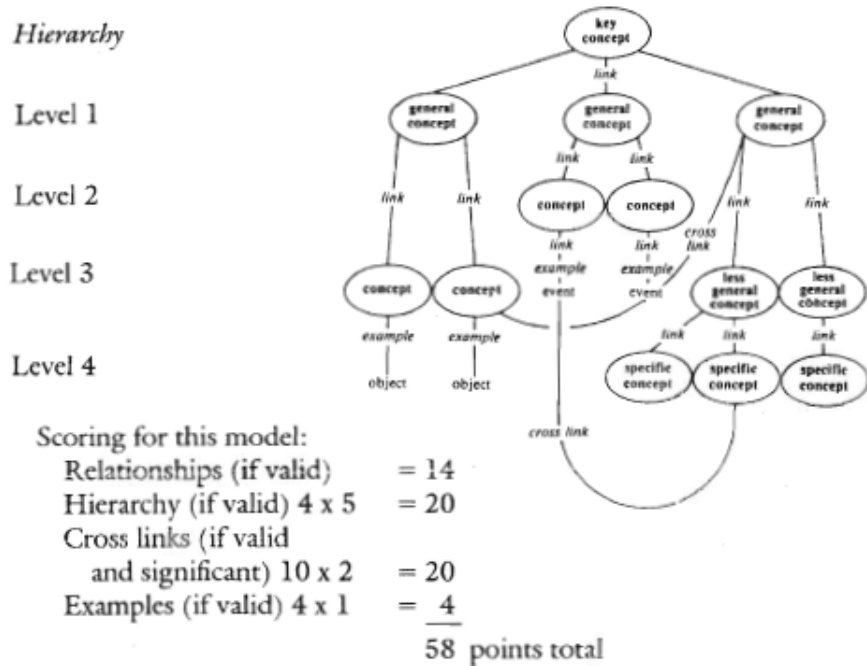 Hierarchy
key
concept
link
Level 1
general
concept
general
concept
general
concept
link
link
Level 2
link
link
concept
concept
link
link
cross
link
link
link
Level 3
example
example
event
event
concept
concept
less
general
concept
less
general
concept
example
example
link
link
link
Level 4
object
object
specific
concept
specific
concept
specific
concept
cross link
Scoring for this model:
Relationships (if valid) = 14
Hierarchy (if valid) 4 x 5 = 20
Cross links (if valid
and significant) 10 x 2 = 20
Examples (if valid) 4 x 1 = 4
58 points total